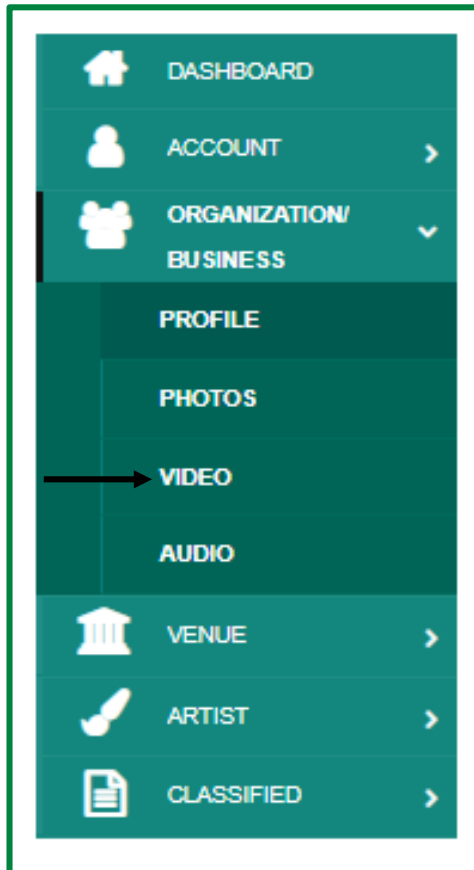 DASHBOARD
ACCOUNT
ORGANIZATION/
BUSINESS
PROFILE
PHOTOS
VIDEO
AUDIO
VENUE
ARTIST
CLASSIFIED